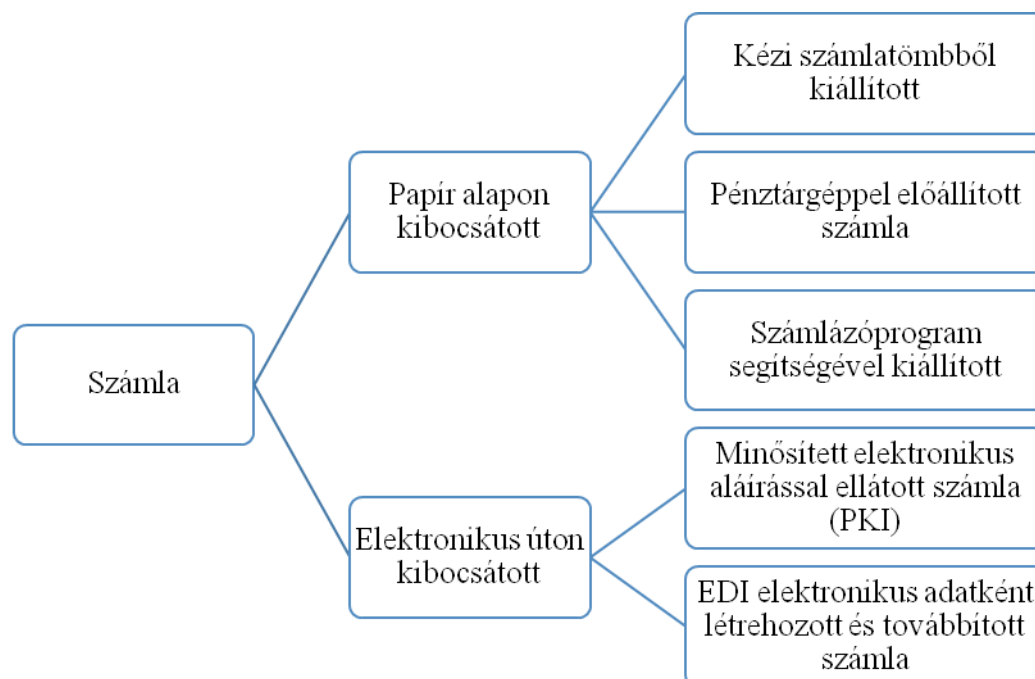 Számla
Papír alapon
kibocsátott
Kézi számlatömbből
kiállított
Pénztárgéppel előállított
számla
Számlázóprogram
segítségével kiállított
Elektronikus úton
kibocsátott
Minősített elektronikus
aláírással ellátott számla
(PKI)
EDI elektronikus adatként
létrehozott és továbbított
számla